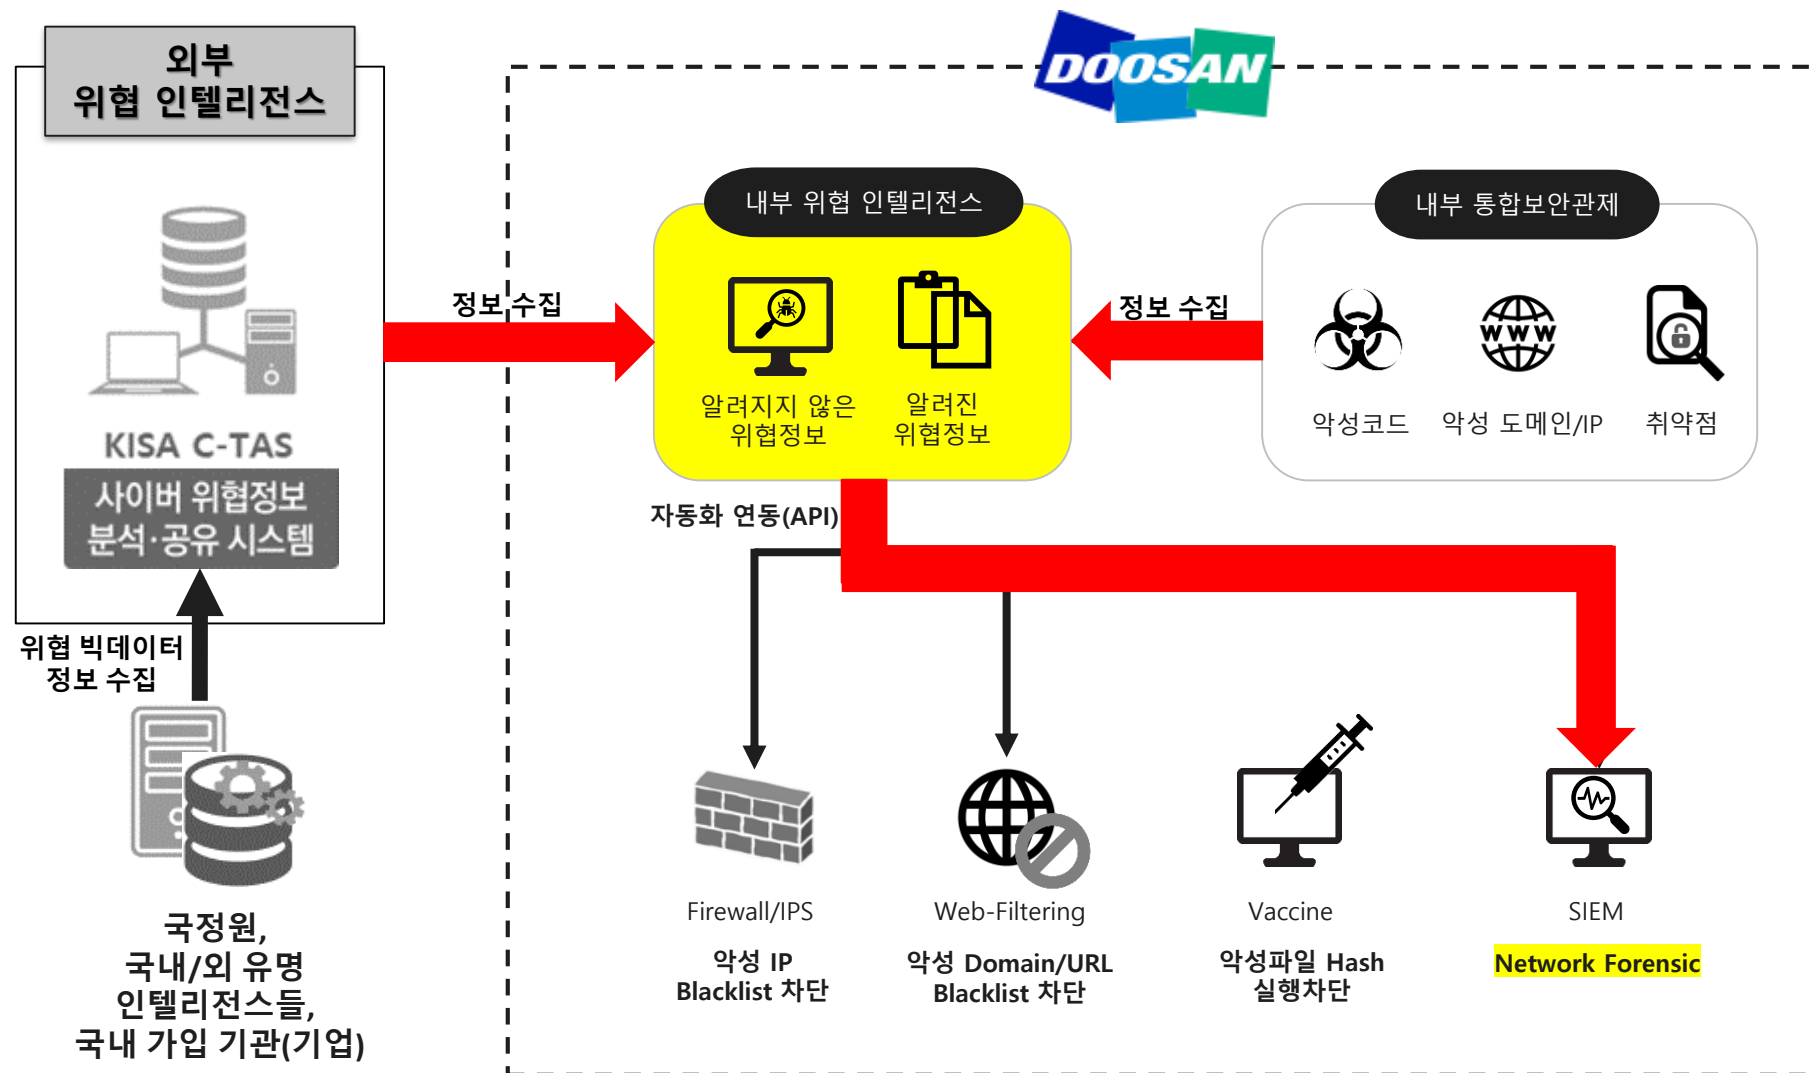 외부
위협 인텔리전스
KISA C-TAS
사이버 위협정보
분석·공유 시스템
위협 빅데이터
정보 수집
국정원,
국내/외 유명
인텔리전스들,
국내 가입 기관(기업)
정보 수집
DOOSAN
내부 위협 인텔리전스
알려지지 않은
위협정보
알려진
위협정보
정보 수집
내부 통합보안관제
WWW
악성코드
악성 도메인/IP
취약점
자동화 연동(API)
Firewall/IPS
악성 IP
Blacklist 차단
Web-Filtering
악성 Domain/URL
Blacklist 차단
Vaccine
악성파일 Hash
실행차단
SIEM
Network Forensic